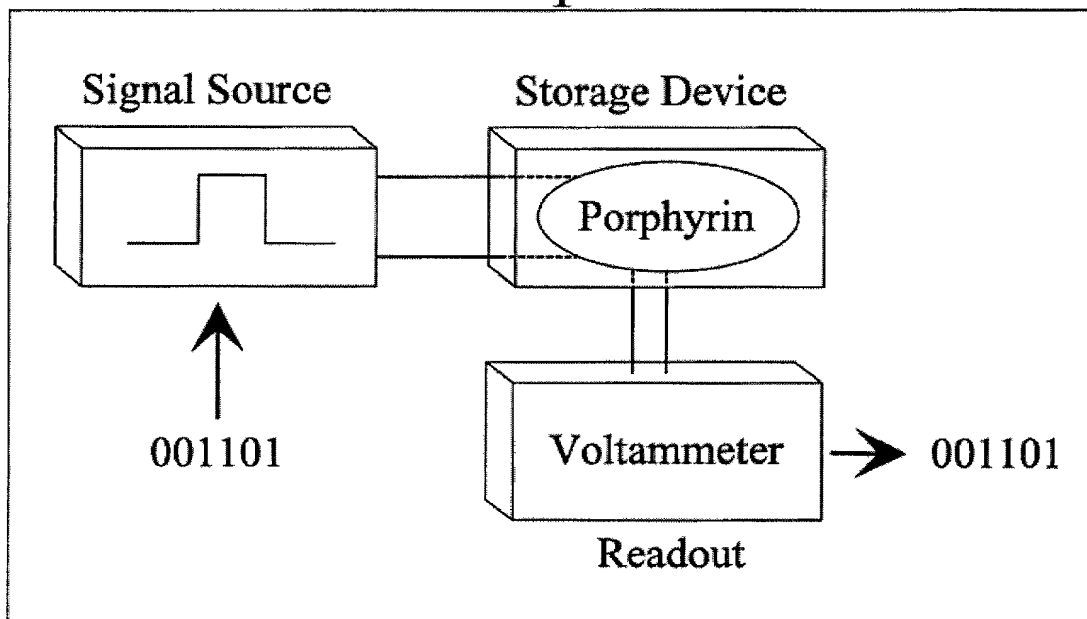 Signal Source
Storage Device
Porphyrin
001101
Voltammeter
001101
Readout